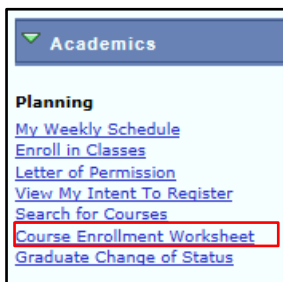 Academics
Planning
My Weekly Schedule
Enroll in Classes
Letter of Permission
View My Intent To Register
Search for Courses
Course Enrollment Worksheet
Graduate Change of Status